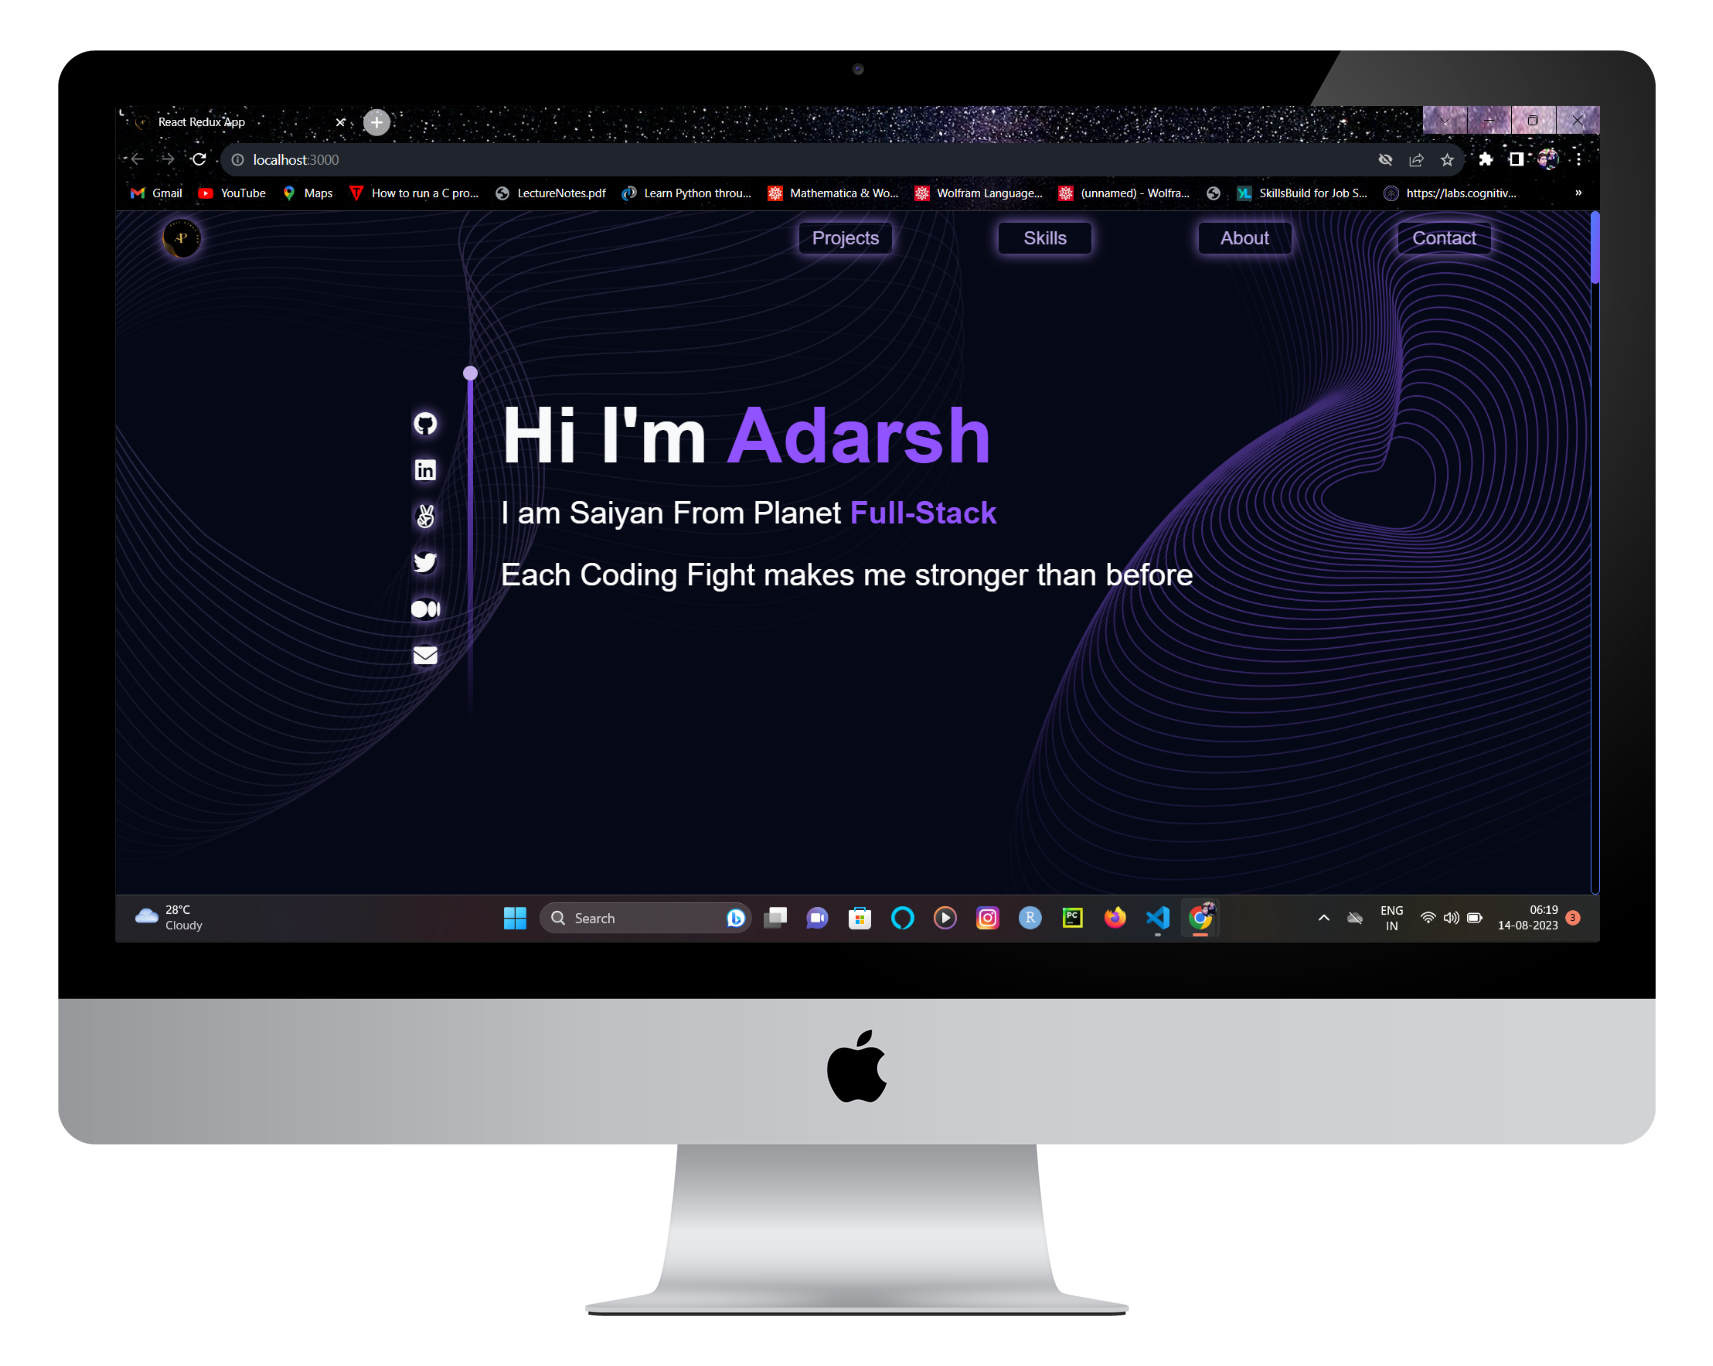 React Redux App
localhost:3000
Gmail YouTube Maps How to run a C pro... LectureNotes.pdf Learn Python throu... Mathematica & Wo... Wolfram Language... (unnamed) - Wolfra... SkillsBuild for Job S... https://labs.cognitiv... »
Projects Skills About Contact
Hi I'm Adarsh
I am Saiyan From Planet Full-Stack
Each Coding Fight makes me stronger than before
28°C
Cloudy
Search
ENG
IN
06:19
14-08-2023
3